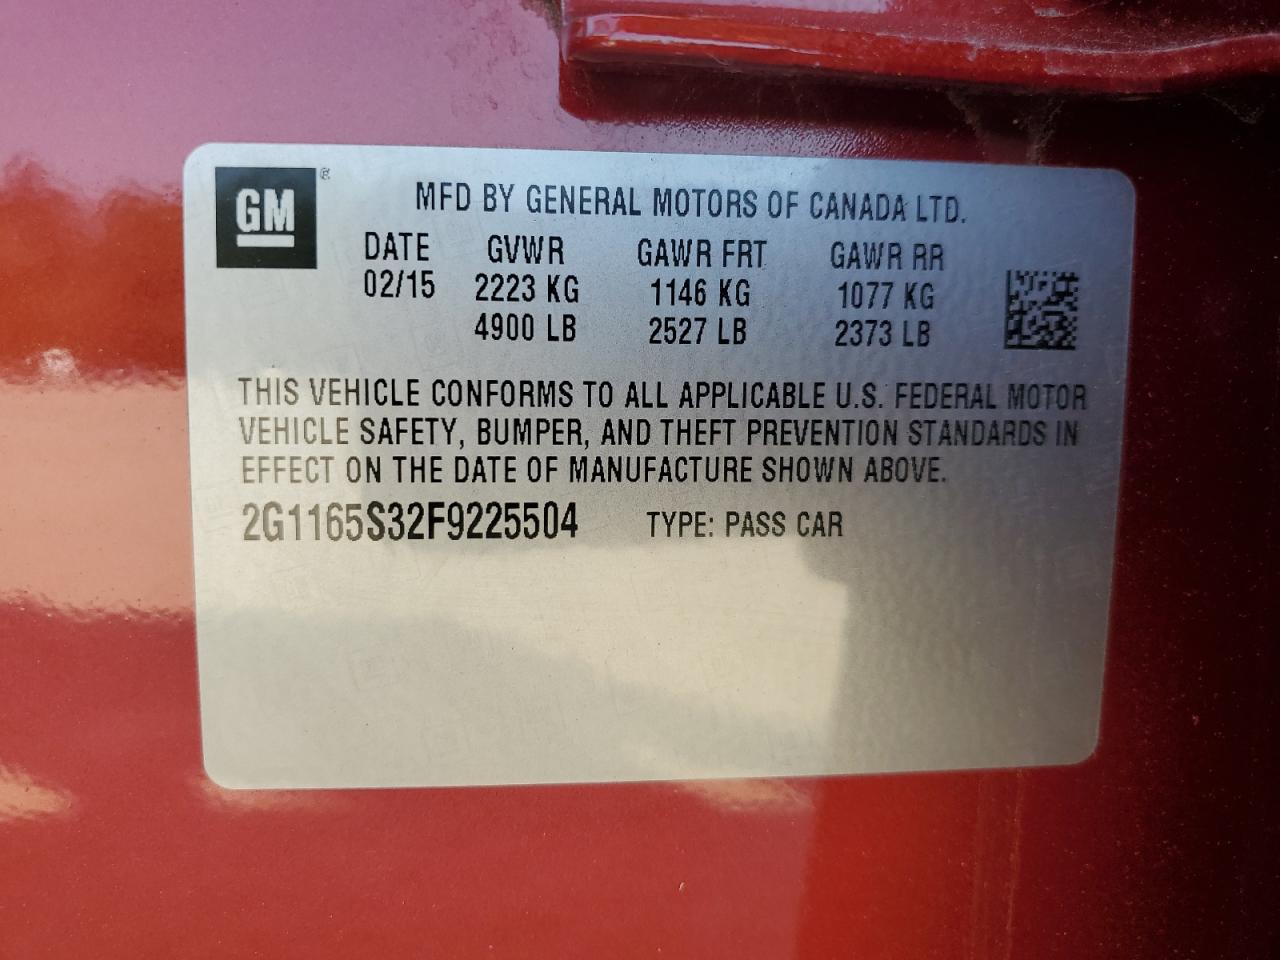 GM®
MFD BY GENERAL MOTORS OF CANADA LTD.
DATE GVWR GAWR FRT GAWR RR
02/15 2223 KG 1146 KG 1077 KG
4900 LB 2527 LB 2373 LB
THIS VEHICLE CONFORMS TO ALL APPLICABLE U.S. FEDERAL MOTOR
VEHICLE SAFETY, BUMPER, AND THEFT PREVENTION STANDARDS IN
EFFECT ON THE DATE OF MANUFACTURE SHOWN ABOVE.
2G1165S32F9225504 TYPE: PASS CAR